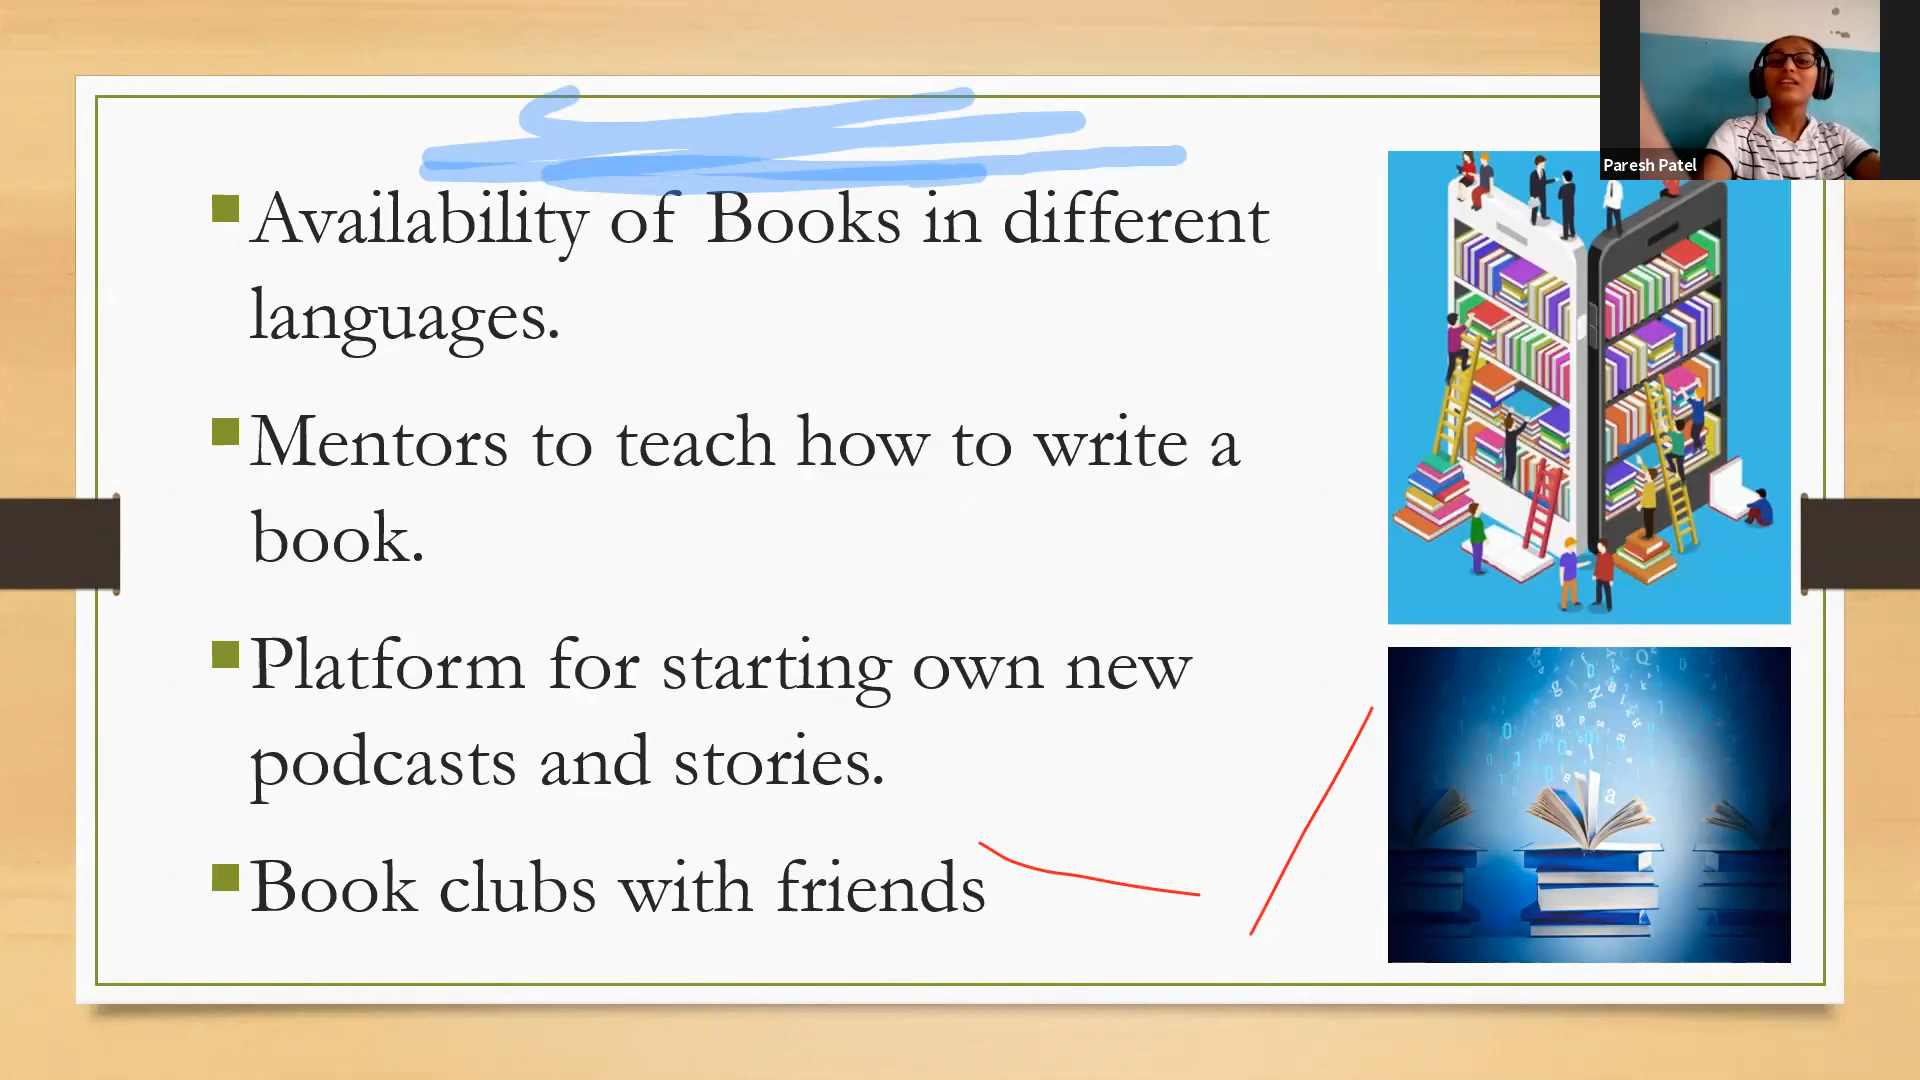 Paresh Patel
Availability of Books in different
languages.
Mentors to teach how to write a
book.
Platform for starting own new
podcasts and stories.
Book clubs with friends